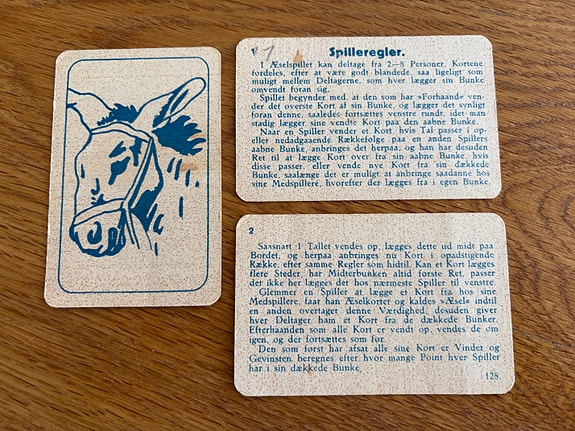 1 7
Spilleregler.
I Æselspillet kan deltage fra 2—8 Personer. Kortene
fordeles, efter at være godt blandede, saa ligeligt som
muligt mellem Deltagerne, som hver lægger sin Bunke
omvendt foran sig.
Spillet begynder med, at den som har »Forhaand« ven-
der det øverste Kort af sin Bunke, og lægger det synligt
foran denne, saaledes fortsættes venstre rundt, idet man
stadig lægger sine vendte Kort paa den aabne Bunke.
Naar en Spiller vender et Kort hvis Tal passer i op-
eller nedadgaaende Rækkefølge paa en anden Spillers
aabne Bunke, anbringes det herpaa, og han har desuden
Ret til at lægge Kort over fra sin aabne Bunke, hvis
disse passer, eller vende nye Kort fra sin dækkede
Bunke, saalænge det er muligt at anbringe saadanne hos
sine Medspillere, hvorefter der lægges fra i egen Bunke.
2
Saasnart 1 Tallet vendes op, lægges dette ud midt paa
Bordet, og herpaa anbringes nu Kort i opadstigende
Række, efter samme Regler som hidtil. Kan et Kort lægges
flere Steder, har Midterbunken altid første Ret, passer
der ikke her lægges det hos nærmeste Spiller til venstre.
Glemmer en Spiller at lægge et Kort fra hos sine
Medspillere, faar han Æselkortet og kaldes »Æsel« indtil
en anden overtager denne Værdighed, desuden giver
hver Deltager ham et Kort fra de dækkede Bunker.
Efterhaanden som alle Kort er vendt op, vendes de om
igen, og der fortsættes som før.
Den som først har afsat alle sine Kort er Vinder og
Gevinsten beregnes efter hvor mange Point hver Spiller
har i sin dækkede Bunke.
128.